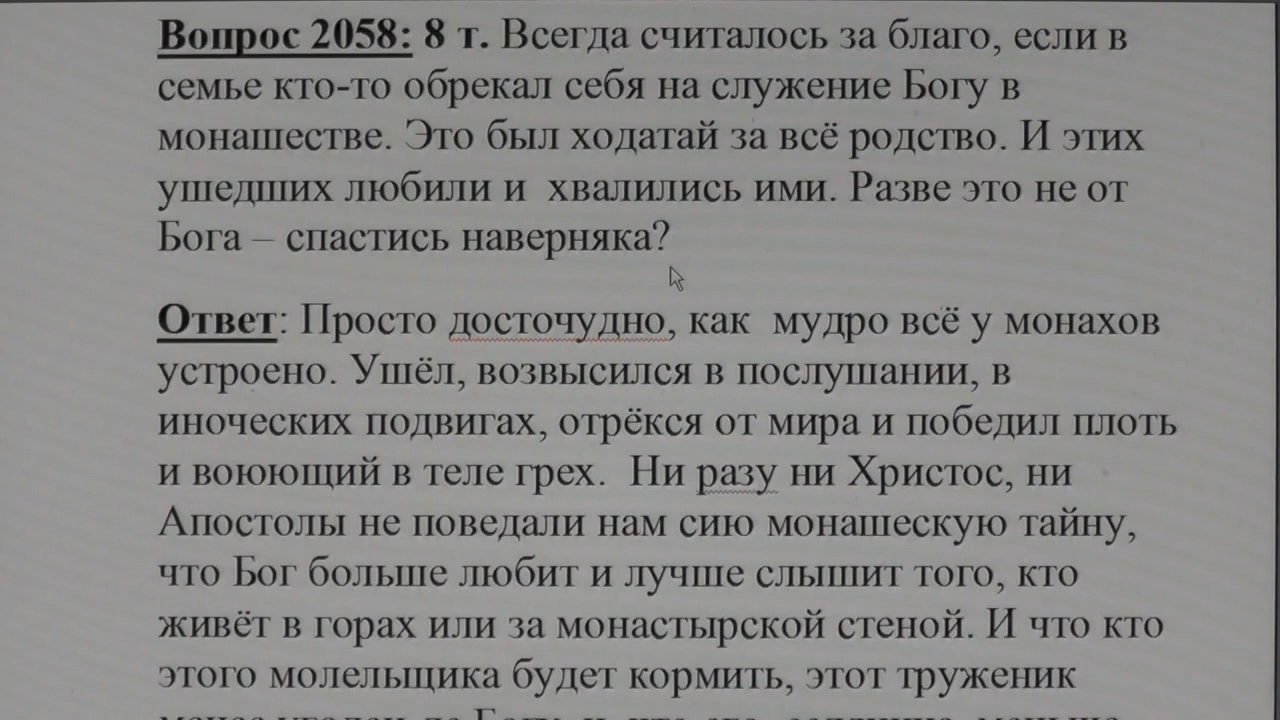 Вопрос 2058: 8 т. Всегда считалось за благо, если в
семье кто-то обрекал себя на служение Богу в
монашестве. Это был ходатай за всё родство. И этих
ушедших любили и хвалились ими. Разве это не от
Бога – спастись наверняка?
Ответ: Просто досточудно, как мудро всё у монахов
устроено. Ушёл, возвысился в послушании, в
иноческих подвигах, отрёкся от мира и победил плоть
и воюющий в теле грех. Ни разу ни Христос, ни
Апостолы не поведали нам сию монашескую тайну,
что Бог больше любит и лучше слышит того, кто
живёт в горах или за монастырской стеной. И что кто
этого молельщика будет кормить, этот труженик